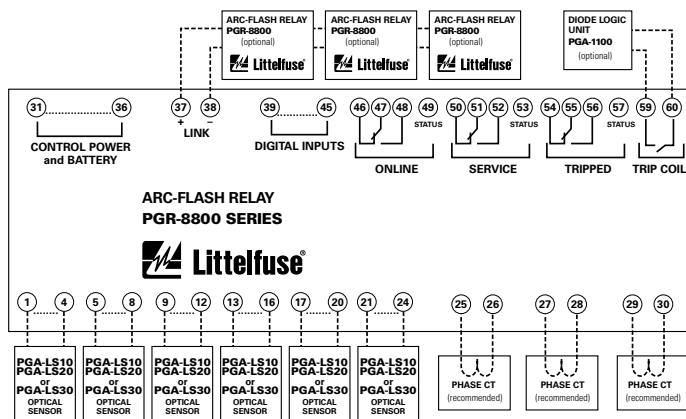 ARC-FLASH RELAY
PGR-8800
(optional)
Littelfuse
ARC-FLASH RELAY
PGR-8800
(optional)
Littelfuse
ARC-FLASH RELAY
PGR-8800
(optional)
Littelfuse
DIODE LOGIC
UNIT
PGA-1100
(optional)
31 36 37 38 39 45 46 47 48 49 50 51 52 53 54 55 56 57 59 60
+ –
LINK
CONTROL POWER
and BATTERY
DIGITAL INPUTS
STATUS
STATUS
STATUS
ONLINE
SERVICE
TRIPPED
TRIP COIL
ARC-FLASH RELAY
PGR-8800 SERIES
Littelfuse®
1 4 5 8 9 12 13 16 17 20 21 24 25 26 27 28 29 30
PGA-LS10
PGA-LS20
or
PGA-LS30
OPTICAL
SENSOR
PGA-LS10
PGA-LS20
or
PGA-LS30
OPTICAL
SENSOR
PGA-LS10
PGA-LS20
or
PGA-LS30
OPTICAL
SENSOR
PGA-LS10
PGA-LS20
or
PGA-LS30
OPTICAL
SENSOR
PGA-LS10
PGA-LS20
or
PGA-LS30
OPTICAL
SENSOR
PGA-LS10
PGA-LS20
or
PGA-LS30
OPTICAL
SENSOR
PHASE CT
(recommended)
PHASE CT
(recommended)
PHASE CT
(recommended)